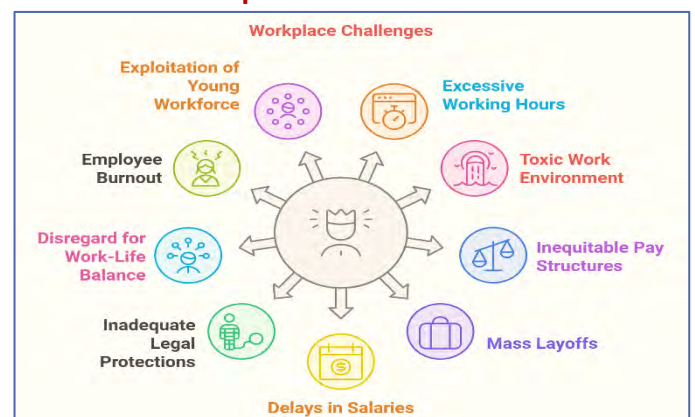 Workplace Challenges
Exploitation of
Young
Workforce
Excessive
Working Hours
Employee
Burnout
Toxic Work
Environment
Disregard for
Work-Life
Balance
Inequitable Pay
Structures
Inadequate
Legal
Protections
Mass Layoffs
Delays in Salaries